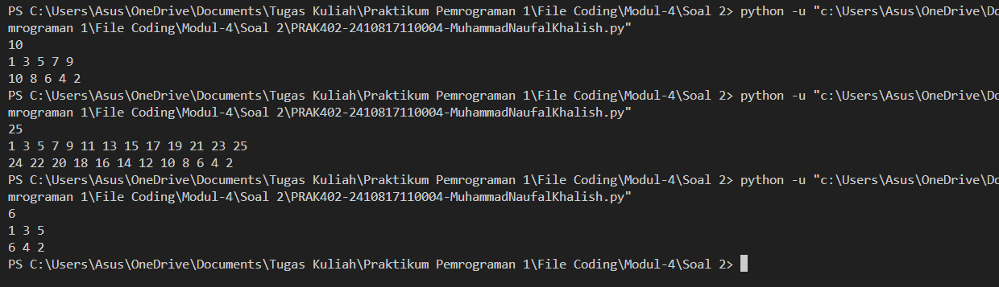 PS C:\Users\Asus\OneDrive\Documents\Tugas Kuliah\Praktikum Pemrograman 1\File Coding\Modul-4\Soal 2> python -u "c:\Users\Asus\OneDrive\Do
mrograman 1\File Coding\Modul-4\Soal 2\PRAK402-2410817110004-MuhammadNaufalKhalish.py"
10
1 3 5 7 9
10 8 6 4 2
PS C:\Users\Asus\OneDrive\Documents\Tugas Kuliah\Praktikum Pemrograman 1\File Coding\Modul-4\Soal 2> python -u "c:\Users\Asus\OneDrive\Do
mrograman 1\File Coding\Modul-4\Soal 2\PRAK402-2410817110004-MuhammadNaufalKhalish.py"
25
1 3 5 7 9 11 13 15 17 19 21 23 25
24 22 20 18 16 14 12 10 8 6 4 2
PS C:\Users\Asus\OneDrive\Documents\Tugas Kuliah\Praktikum Pemrograman 1\File Coding\Modul-4\Soal 2> python -u "c:\Users\Asus\OneDrive\Do
mrograman 1\File Coding\Modul-4\Soal 2\PRAK402-2410817110004-MuhammadNaufalKhalish.py"
6
1 3 5
6 4 2
PS C:\Users\Asus\OneDrive\Documents\Tugas Kuliah\Praktikum Pemrograman 1\File Coding\Modul-4\Soal 2>